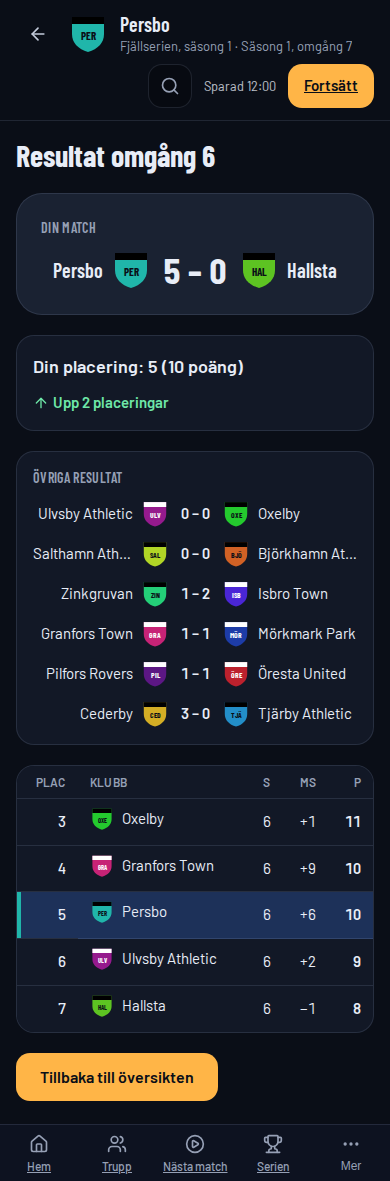 Persbo
PER
Fjällserien, säsong 1 · Säsong 1, omgång 7
Sparad 12:00
Fortsätt
Resultat omgång 6
DIN MATCH
Persbo PER 5 – 0 HAL Hallsta
Din placering: 5 (10 poäng)
↑ Upp 2 placeringar
ÖVRIGA RESULTAT
Ulvsby Athletic ULV 0 – 0 OXE Oxelby
Salthamn Ath… SAL 0 – 0 BJÖ Björkhamn At…
Zinkgruvan ZIN 1 – 2 ISB Isbro Town
Granfors Town GRA 1 – 1 MÖR Mörkmark Park
Pilfors Rovers PIL 1 – 1 ÖRE Öresta United
Cederby CED 3 – 0 TJÄ Tjärby Athletic
PLAC KLUBB S MS P
3 OXE Oxelby 6 +1 11
4 GRA Granfors Town 6 +9 10
5 PER Persbo 6 +6 10
6 ULV Ulvsby Athletic 6 +2 9
7 HAL Hallsta 6 −1 8
Tillbaka till översikten
Hem Trupp Nästa match Serien Mer